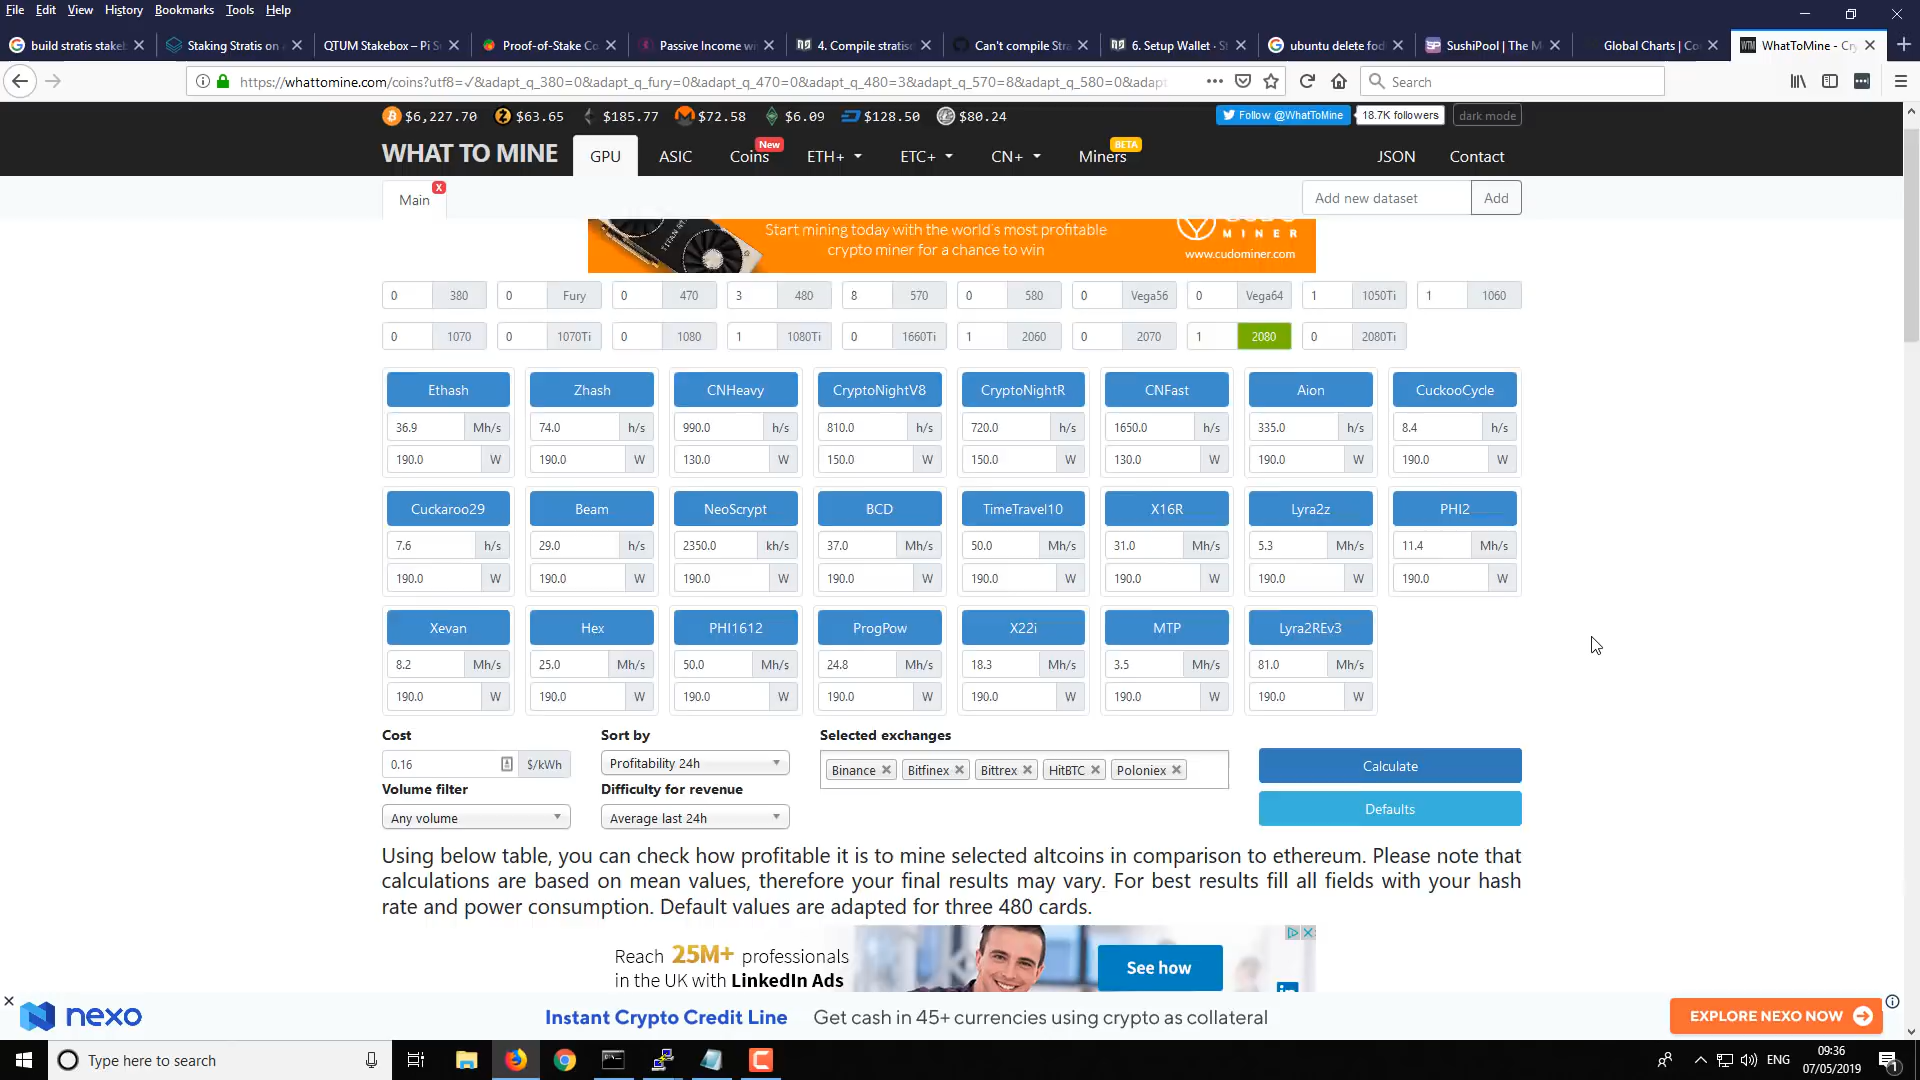 File Edit View History Bookmarks Tools Help
build stratis stake
Staking Stratis on
QTUM Stakebox – Pi S
Proof-of-Stake Co
Passive Income w
4. Compile stratis
Can't compile Stra
6. Setup Wallet · S
ubuntu delete fol
SushiPool | The M
Global Charts | Co
WhatToMine - Cry
https://whattomine.com/coins?utf8=✓&adapt_q_380=0&adapt_q_fury=0&adapt_q_470=0&adapt_q_480=3&adapt_q_570=8&adapt_q_580=0&adapt
Search
$6,227.70 $63.65 $185.77 $72.58 $6.09 $128.50 $80.24
Follow @WhatToMine 18.7K followers dark mode
WHAT TO MINE GPU ASIC Coins New ETH+ ETC+ CN+ Miners BETA JSON Contact
Main x
Add new dataset Add
Start mining today with the world's most profitable
crypto miner for a chance to win
MINER
www.cudominer.com
TITAN RTX
0 380 0 Fury 0 470 3 480 8 570 0 580 0 Vega56 0 Vega64 1 1050Ti 1 1060
0 1070 0 1070Ti 0 1080 1 1080Ti 0 1660Ti 1 2060 0 2070 1 2080 0 2080Ti
Ethash Zhash CNHeavy CryptoNightV8 CryptoNightR CNFast Aion CuckooCycle
36.9 Mh/s 74.0 h/s 990.0 h/s 810.0 h/s 720.0 h/s 1650.0 h/s 335.0 h/s 8.4 h/s
190.0 W 190.0 W 130.0 W 150.0 W 150.0 W 130.0 W 190.0 W 190.0 W
Cuckaroo29 Beam NeoScrypt BCD TimeTravel10 X16R Lyra2z PHI2
7.6 h/s 29.0 h/s 2350.0 kh/s 37.0 Mh/s 50.0 Mh/s 31.0 Mh/s 5.3 Mh/s 11.4 Mh/s
190.0 W 190.0 W 190.0 W 190.0 W 190.0 W 190.0 W 190.0 W 190.0 W
Xevan Hex PHI1612 ProgPow X22i MTP Lyra2REv3
8.2 Mh/s 25.0 Mh/s 50.0 Mh/s 24.8 Mh/s 18.3 Mh/s 3.5 Mh/s 81.0 Mh/s
190.0 W 190.0 W 190.0 W 190.0 W 190.0 W 190.0 W 190.0 W
Cost Sort by Selected exchanges
0.16 $/kWh Profitability 24h Binance Bitfinex Bittrex HitBTC Poloniex Calculate
Volume filter Difficulty for revenue
Any volume Average last 24h Defaults
Using below table, you can check how profitable it is to mine selected altcoins in comparison to ethereum. Please note that
calculations are based on mean values, therefore your final results may vary. For best results fill all fields with your hash
rate and power consumption. Default values are adapted for three 480 cards.
Reach 25M+ professionals
in the UK with LinkedIn Ads
See how
in
nexo Instant Crypto Credit Line Get cash in 45+ currencies using crypto as collateral EXPLORE NEXO NOW
Type here to search
ENG
09:36
07/05/2019
1